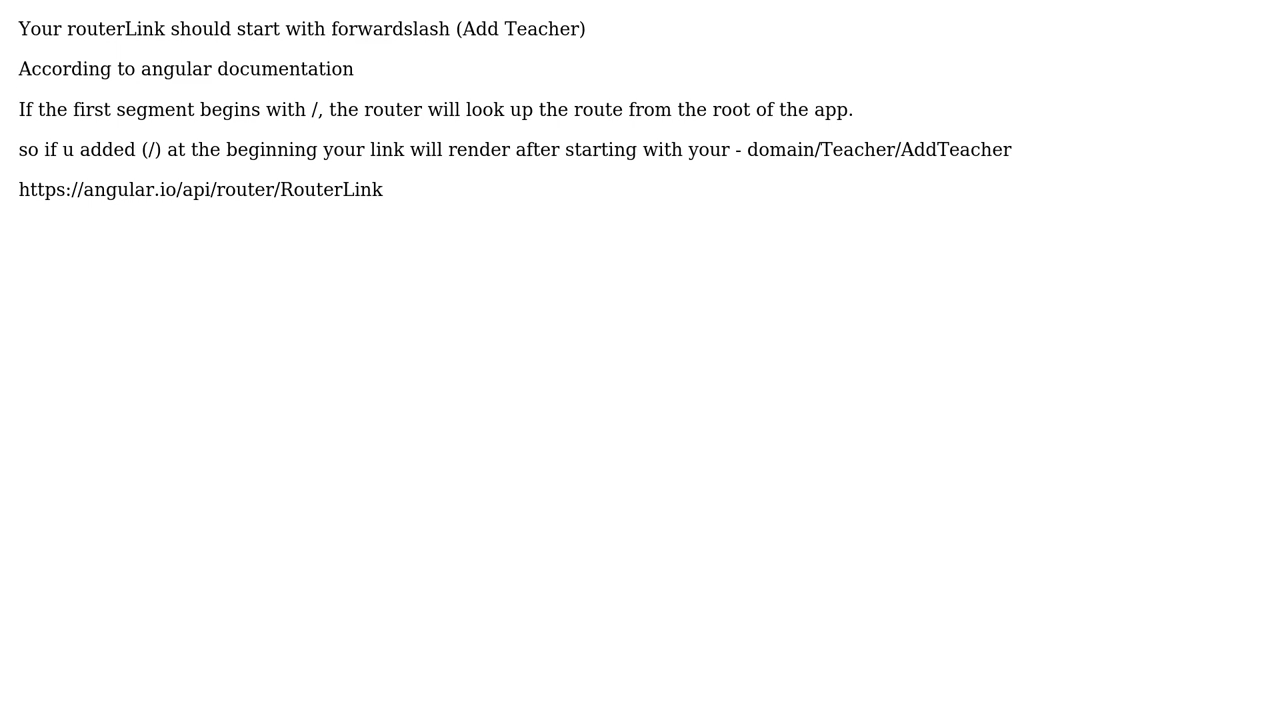 Your routerLink should start with forwardslash (Add Teacher)
According to angular documentation
If the first segment begins with /, the router will look up the route from the root of the app.
so if u added (/) at the beginning your link will render after starting with your - domain/Teacher/AddTeacher
https://angular.io/api/router/RouterLink